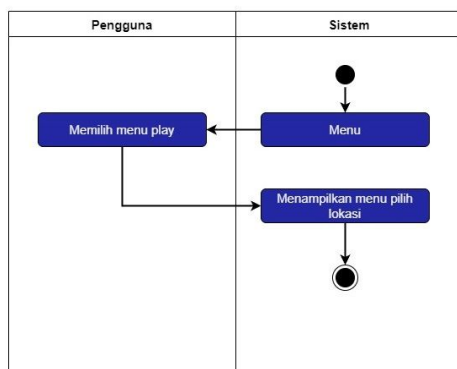 Pengguna
Sistem
Memilih menu play
Menu
Menampilkan menu pilih
lokasi